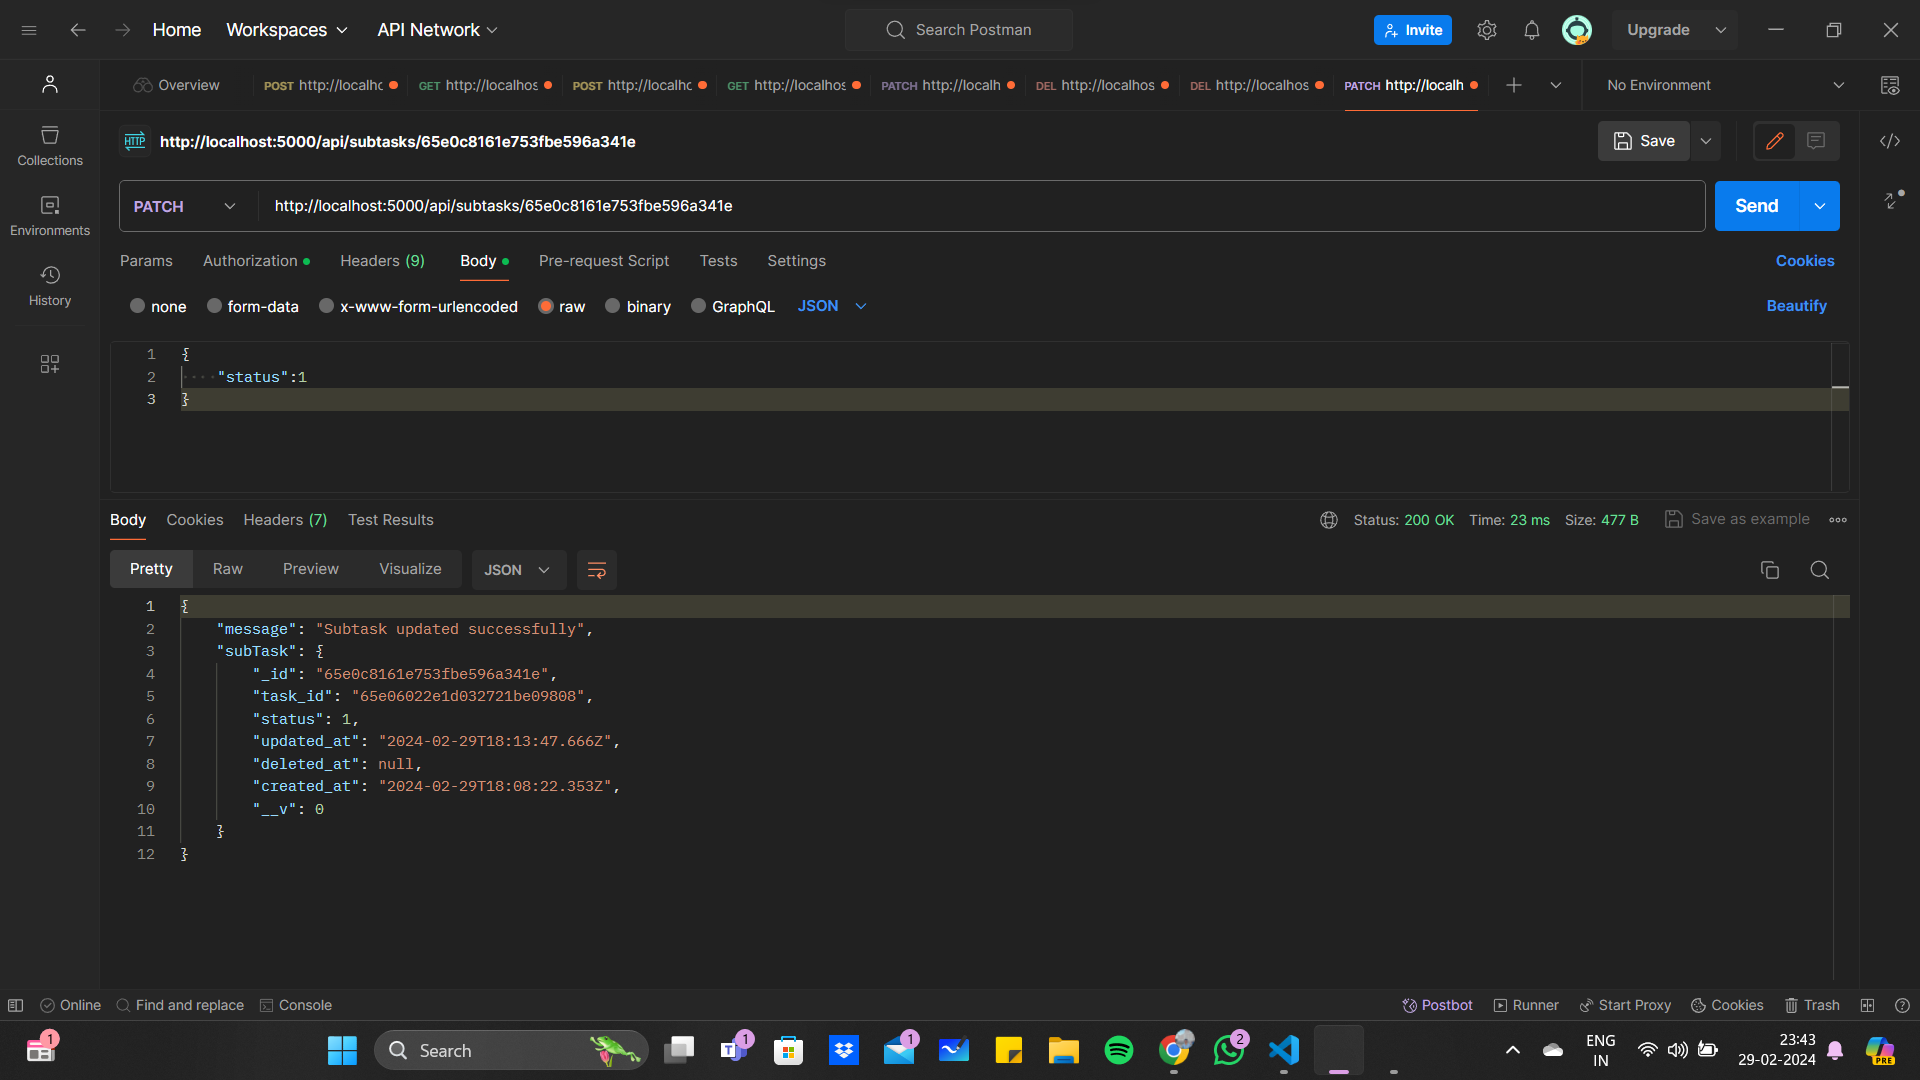 Home
Workspaces
API Network
Search Postman
Invite
Upgrade
Overview
POST http://localhc
GET http://localhos
POST http://localhc
GET http://localhos
PATCH http://localh
DEL http://localhos
DEL http://localhos
PATCH http://localh
No Environment
Collections
Environments
History
HTTP http://localhost:5000/api/subtasks/65e0c8161e753fbe596a341e
Save
PATCH
http://localhost:5000/api/subtasks/65e0c8161e753fbe596a341e
Send
Params
Authorization
Headers (9)
Body
Pre-request Script
Tests
Settings
Cookies
none
form-data
x-www-form-urlencoded
raw
binary
GraphQL
JSON
Beautify
1 {
2 ····"status":1
3 }
Body
Cookies
Headers (7)
Test Results
Status: 200 OK
Time: 23 ms
Size: 477 B
Save as example
Pretty
Raw
Preview
Visualize
JSON
1 {
2 "message": "Subtask updated successfully",
3 "subTask": {
4 "_id": "65e0c8161e753fbe596a341e",
5 "task_id": "65e06022e1d032721be09808",
6 "status": 1,
7 "updated_at": "2024-02-29T18:13:47.666Z",
8 "deleted_at": null,
9 "created_at": "2024-02-29T18:08:22.353Z",
10 "__v": 0
11 }
12 }
Online
Find and replace
Console
Postbot
Runner
Start Proxy
Cookies
Trash
1
Search
1
1
2
ENG
IN
23:43
29-02-2024
PRE